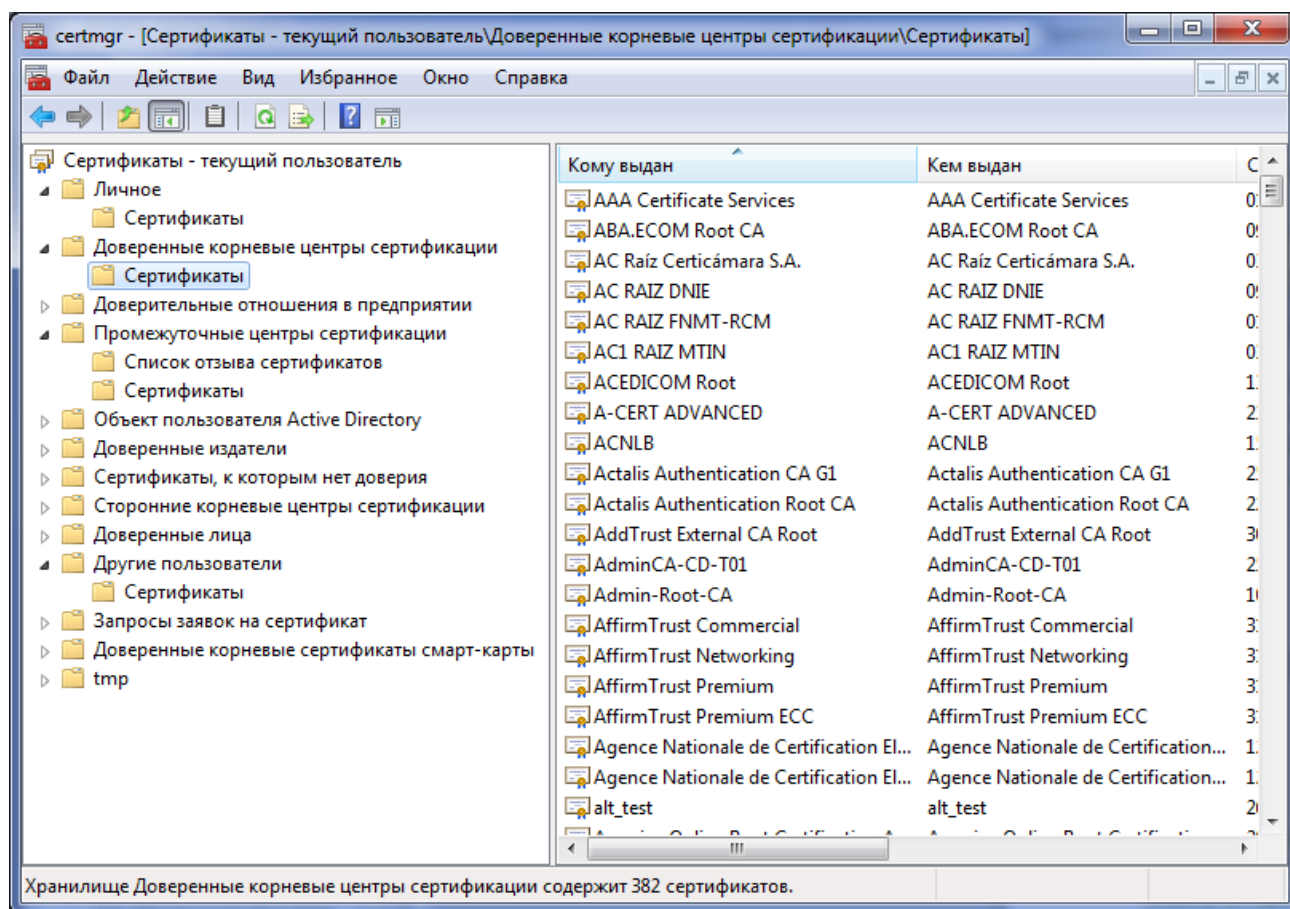 certmgr - [Сертификаты - текущий пользователь\Доверенные корневые центры сертификации\Сертификаты]
Файл Действие Вид Избранное Окно Справка
Сертификаты - текущий пользователь
Личное
Сертификаты
Доверенные корневые центры сертификации
Сертификаты
Доверительные отношения в предприятии
Промежуточные центры сертификации
Список отзыва сертификатов
Сертификаты
Объект пользователя Active Directory
Доверенные издатели
Сертификаты, к которым нет доверия
Сторонние корневые центры сертификации
Доверенные лица
Другие пользователи
Сертификаты
Запросы заявок на сертификат
Доверенные корневые сертификаты смарт-карты
tmp
Кому выдан Кем выдан С
AAA Certificate Services AAA Certificate Services
ABA.ECOM Root CA ABA.ECOM Root CA
AC Raíz Certicámara S.A. AC Raíz Certicámara S.A.
AC RAIZ DNIE AC RAIZ DNIE
AC RAIZ FNMT-RCM AC RAIZ FNMT-RCM
AC1 RAIZ MTIN AC1 RAIZ MTIN
ACEDICOM Root ACEDICOM Root
A-CERT ADVANCED A-CERT ADVANCED
ACNLB ACNLB
Actalis Authentication CA G1 Actalis Authentication CA G1
Actalis Authentication Root CA Actalis Authentication Root CA
AddTrust External CA Root AddTrust External CA Root
AdminCA-CD-T01 AdminCA-CD-T01
Admin-Root-CA Admin-Root-CA
AffirmTrust Commercial AffirmTrust Commercial
AffirmTrust Networking AffirmTrust Networking
AffirmTrust Premium AffirmTrust Premium
AffirmTrust Premium ECC AffirmTrust Premium ECC
Agence Nationale de Certification El... Agence Nationale de Certification...
Agence Nationale de Certification El... Agence Nationale de Certification...
alt_test alt_test
Хранилище Доверенные корневые центры сертификации содержит 382 сертификатов.